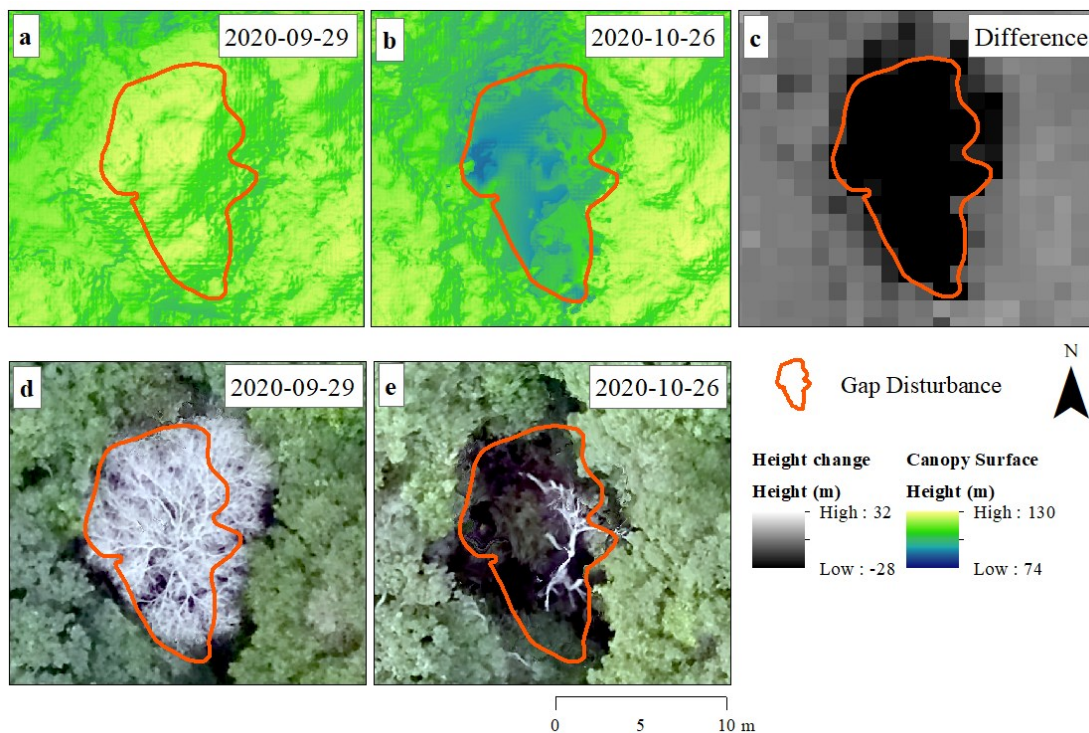 a
2020-09-29
b
2020-10-26
c
Difference
d
2020-09-29
e
2020-10-26
Gap Disturbance
N
Height change
Height (m)
High : 32
Low : -28
Canopy Surface
Height (m)
High : 130
Low : 74
0 5 10 m